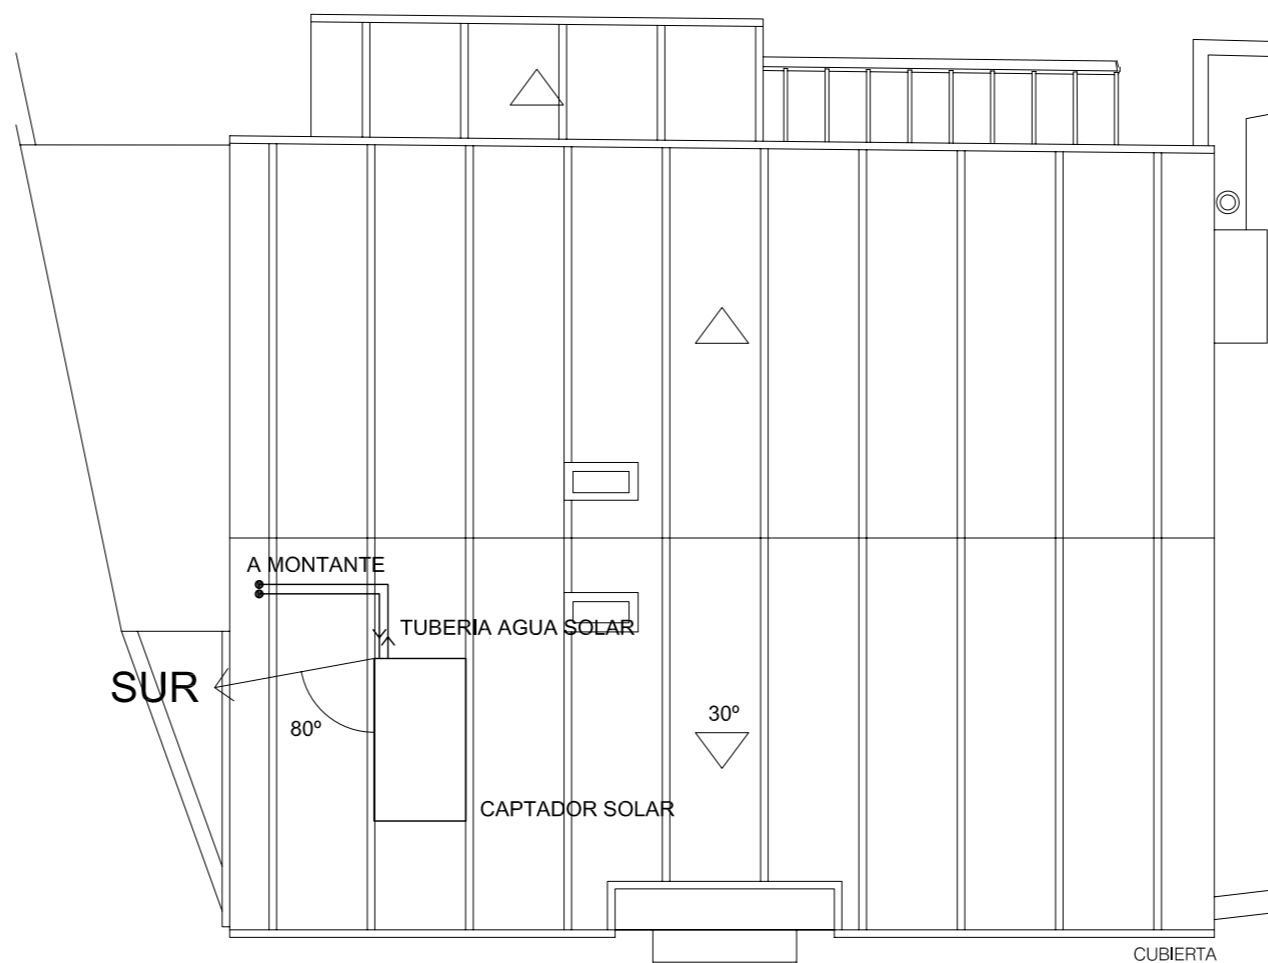 A MONTANTE
TUBERIA AGUA SOLAR
SUR
80º
30º
CAPTADOR SOLAR
CUBIERTA